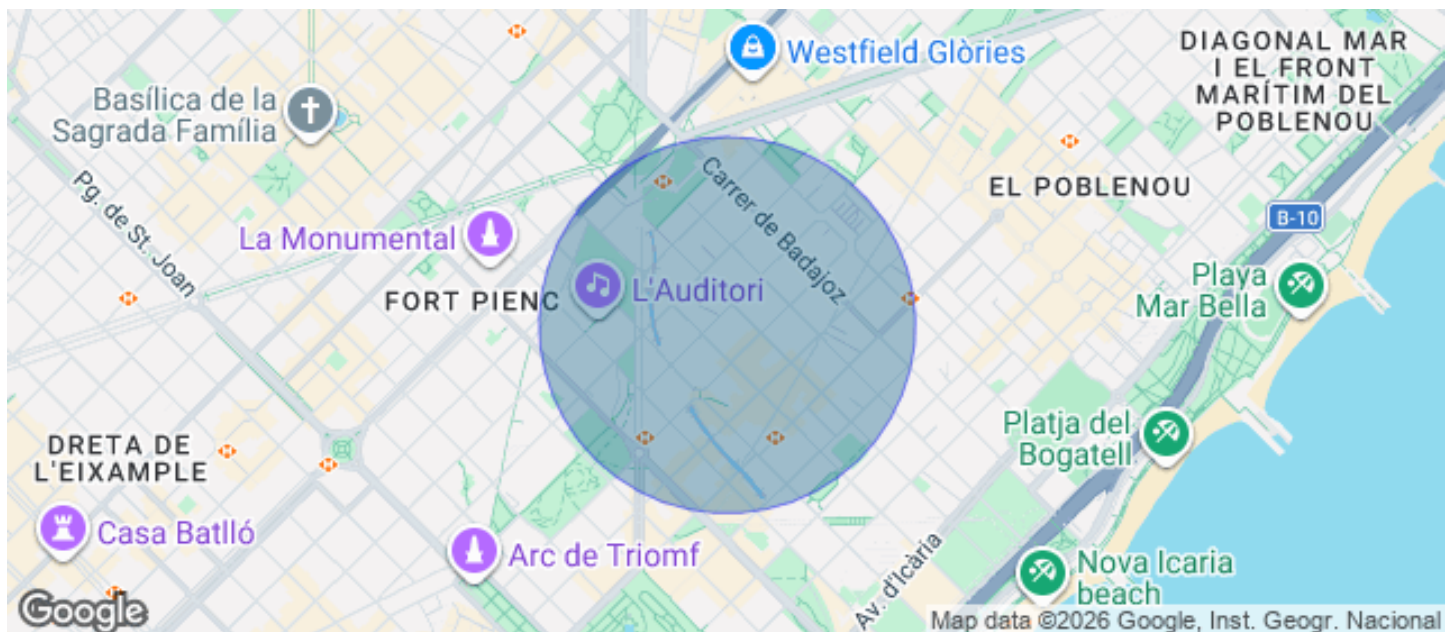 Westfield Glòries
DIAGONAL MAR
I EL FRONT
MARÍTIM DEL
POBLENOU
Basílica de la
Sagrada Família
Pg. de St. Joan
Carrer de Badajoz
EL POBLENOU
B-10
La Monumental
L'Auditori
FORT PIENC
Playa
Mar Bella
Platja del
Bogatell
DRETA DE
L'EIXAMPLE
Casa Batlló
Arc de Triomf
Av. d'Icària
Nova Icaria
beach
Google
Map data ©2026 Google, Inst. Geogr. Nacional